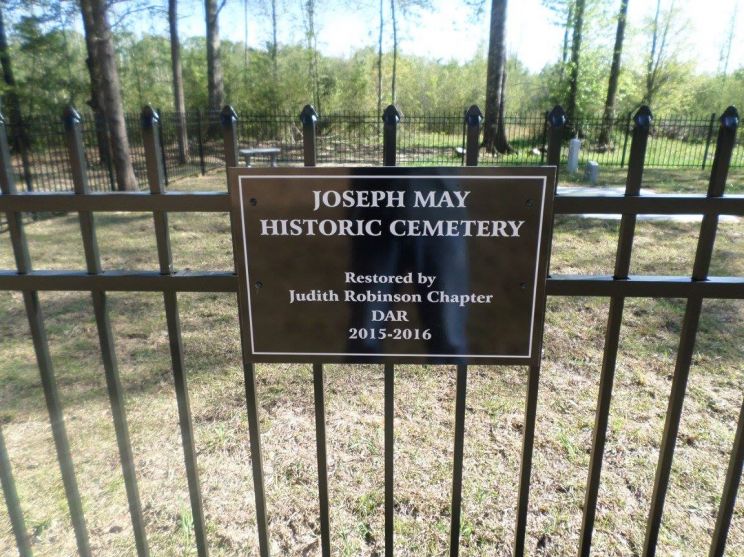 JOSEPH MAY
HISTORIC CEMETERY
Restored by
Judith Robinson Chapter
DAR
2015-2016